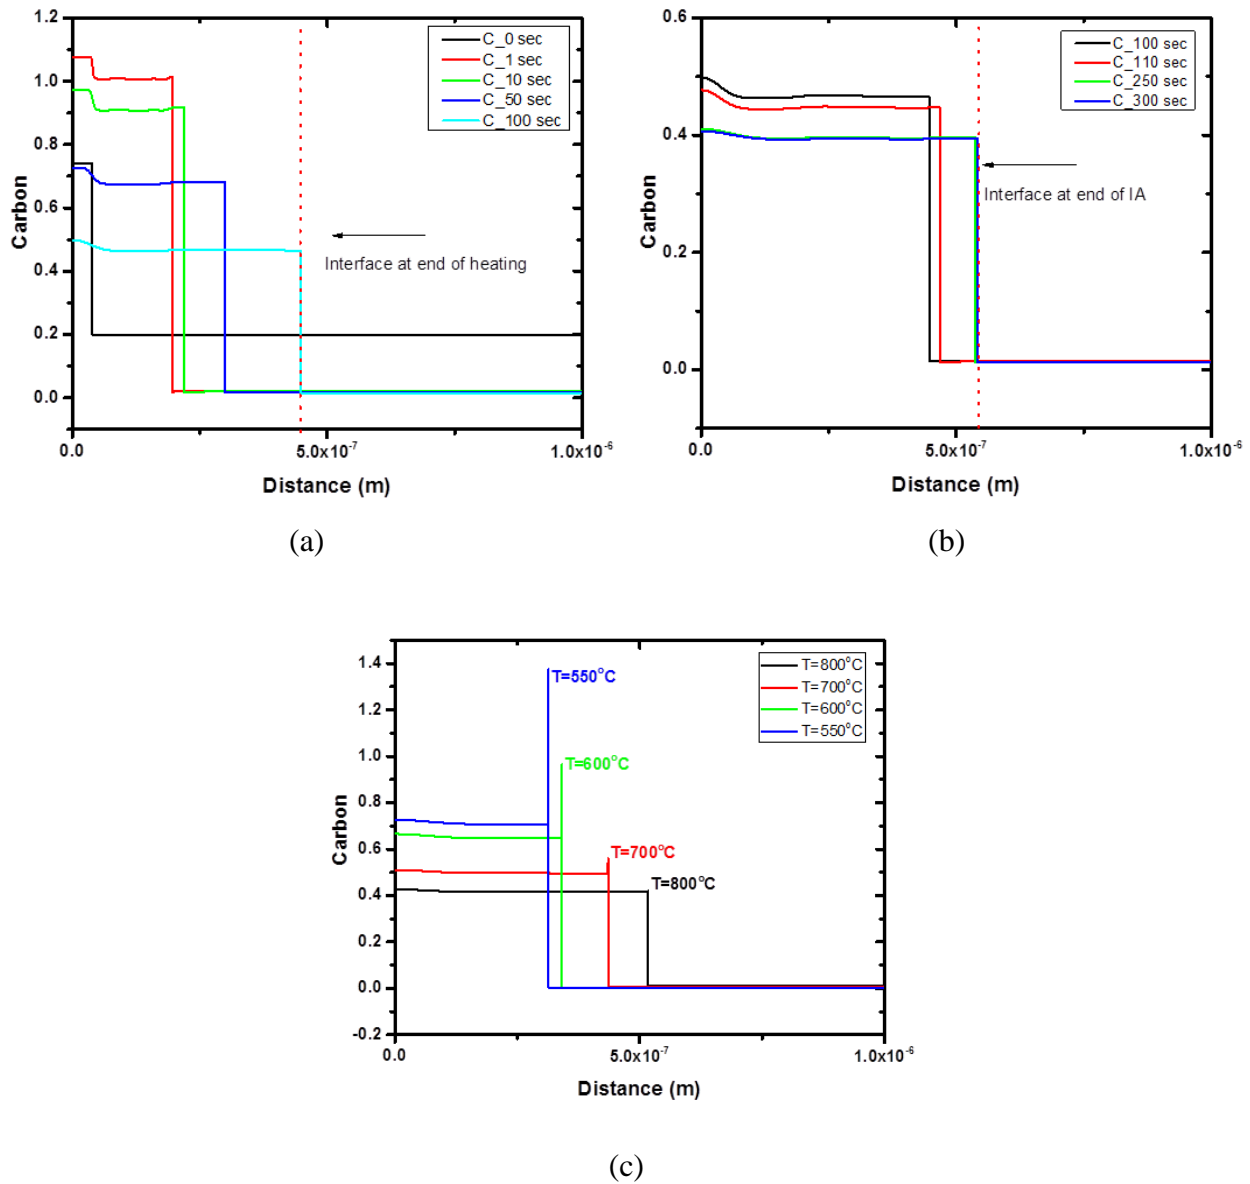 1.2
1.0
0.8
0.6
0.4
0.2
0.0
Carbon
C_0 sec
C_1 sec
C_10 sec
C_50 sec
C_100 sec
Interface at end of heating
0.0
5.0x10⁻⁷
1.0x10⁻⁶
Distance (m)
(a)
0.6
0.4
0.2
0.0
Carbon
C_100 sec
C_110 sec
C_250 sec
C_300 sec
Interface at end of IA
0.0
5.0x10⁻⁷
1.0x10⁻⁶
Distance (m)
(b)
1.4
1.2
1.0
0.8
0.6
0.4
0.2
0.0
-0.2
Carbon
T=800°C
T=700°C
T=600°C
T=550°C
T=550°C
T=600°C
T=700°C
T=800°C
0.0
5.0x10⁻⁷
1.0x10⁻⁶
Distance (m)
(c)